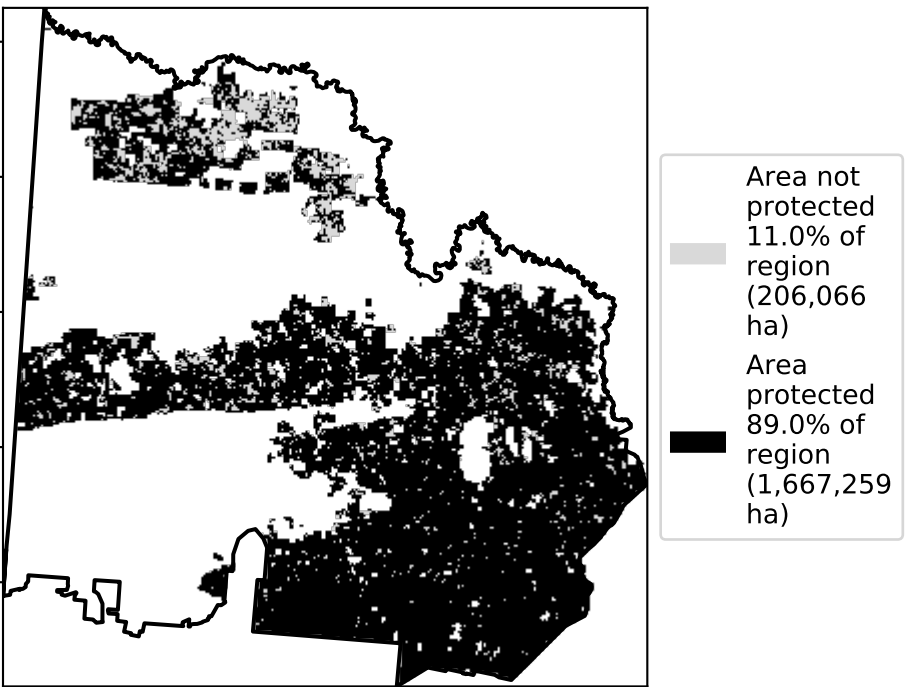 Area not
protected
11.0% of
region
(206,066
ha)
Area
protected
89.0% of
region
(1,667,259
ha)